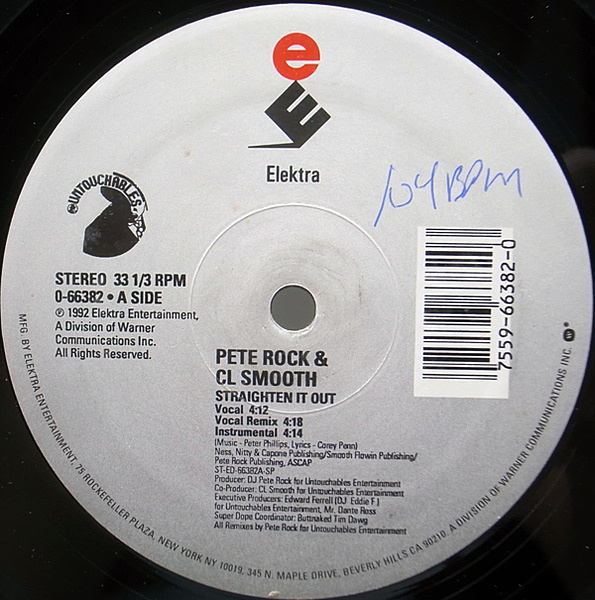 e
E
Elektra
104 BPM
UNTOUCHABLES
STEREO 33 1/3 RPM
0-66382 • A SIDE
℗ 1992 Elektra Entertainment,
A Division of Warner
Communications Inc.
All Rights Reserved.
7559-66382-0
PETE ROCK &
CL SMOOTH
STRAIGHTEN IT OUT
Vocal 4:12
Vocal Remix 4:18
Instrumental 4:14
(Music - Peter Phillips, Lyrics - Corey Penn)
Ness, Nitty & Capone Publishing/Smooth Flowin Publishing/
Pete Rock Publishing, ASCAP
ST-ED-66382A-SP
Producer: DJ Pete Rock for Untouchables Entertainment
Co-Producer: CL Smooth for Untouchables Entertainment
Executive Producers: Edward Ferrell (DJ Eddie F)
for Untouchables Entertainment, Mr. Dante Ross
Super Dope Coordinator: Buttnaked Tim Dawg
All Remixes by Pete Rock for Untouchables Entertainment
MFG. BY ELEKTRA ENTERTAINMENT, 75 ROCKEFELLER PLAZA, NEW YORK NY 10019, 345 N. MAPLE DRIVE, BEVERLY HILLS CA 90210. A DIVISION OF WARNER COMMUNICATIONS INC.